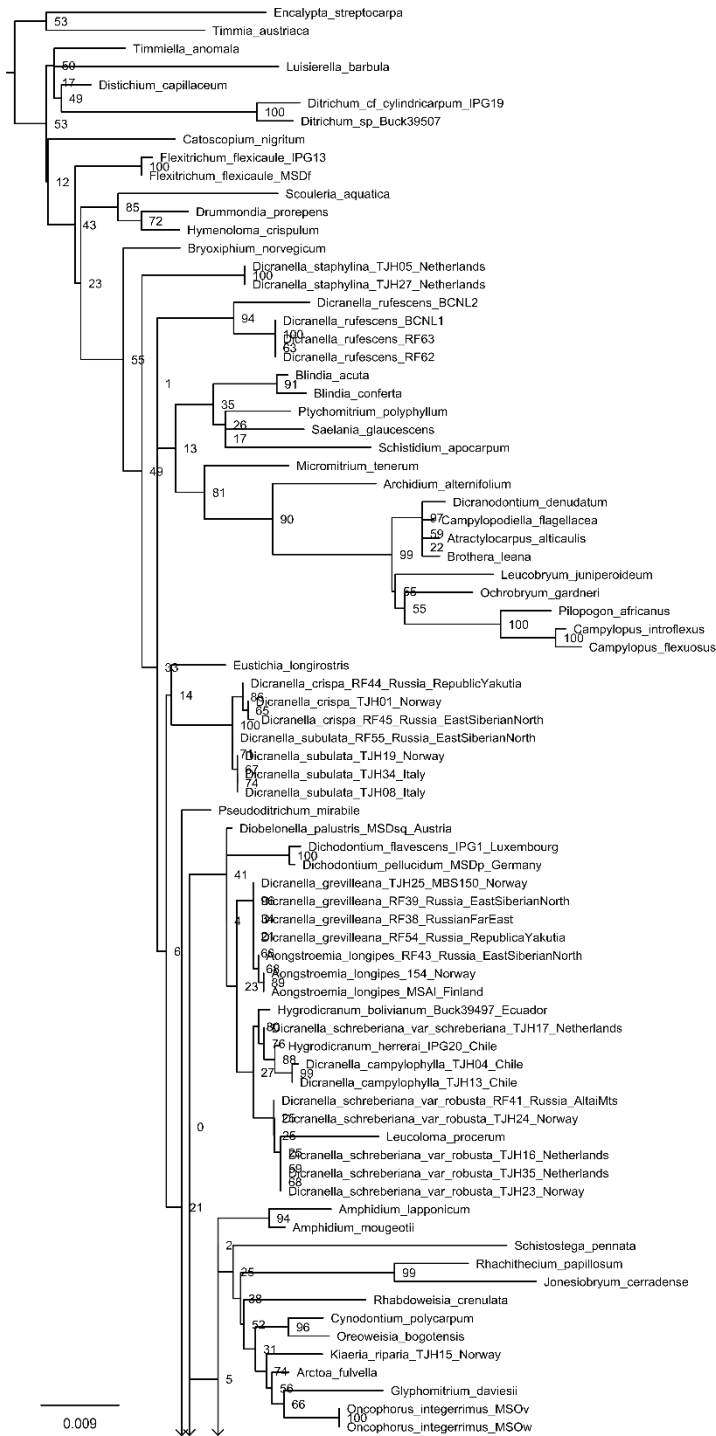 Encalypta_streptocarpa
53
Timmia_austriaca
Timmiella_anomala
50
Luisierella_barbula
17
Distichium_capillaceum
49
Ditrichum_cf_cylindricarpum_IPG19
100
Ditrichum_sp_Buck39507
53
Catoscopium_nigritum
Flexitrichum_flexicaule_IPG13
100
Flexitrichum_flexicaule_MSDf
12
Scouleria_aquatica
85
Drummondia_prorepens
43
72
Hymenoloma_crispulum
Bryoxiphium_norvegicum
Dicranella_staphylina_TJH05_Netherlands
100
Dicranella_staphylina_TJH27_Netherlands
23
Dicranella_rufescens_BCNL2
94
Dicranella_rufescens_BCNL1
100
Dicranella_rufescens_RF63
63
Dicranella_rufescens_RF62
55
Blindia_acuta
1
91
Blindia_conferta
35
Ptychomitrium_polyphyllum
26
Saelania_glaucescens
17
Schistidium_apocarpum
13
Micromitrium_tenerum
49
Archidium_alternifolium
81
Dicranodontium_denudatum
90
97
Campylopodiella_flagellacea
59
Atractylocarpus_alticaulis
22
99
Brothera_leana
Leucobryum_juniperoideum
55
Ochrobryum_gardneri
55
Pilopogon_africanus
100
Campylopus_introflexus
100
Campylopus_flexuosus
33
Eustichia_longirostris
Dicranella_crispa_RF44_Russia_RepublicYakutia
14
86
Dicranella_crispa_TJH01_Norway
65
Dicranella_crispa_RF45_Russia_EastSiberianNorth
100
Dicranella_subulata_RF55_Russia_EastSiberianNorth
71
Dicranella_subulata_TJH19_Norway
67
Dicranella_subulata_TJH34_Italy
74
Dicranella_subulata_TJH08_Italy
Pseudoditrichum_mirabile
Diobelonella_palustris_MSDsq_Austria
Dichodontium_flavescens_IPG1_Luxembourg
100
Dichodontium_pellucidum_MSDp_Germany
41
Dicranella_grevilleana_TJH25_MBS150_Norway
96
Dicranella_grevilleana_RF39_Russia_EastSiberianNorth
4
34
Dicranella_grevilleana_RF38_RussianFarEast
21
Dicranella_grevilleana_RF54_Russia_RepublicaYakutia
6
66
Aongstroemia_longipes_RF43_Russia_EastSiberianNorth
68
Aongstroemia_longipes_154_Norway
89
23
Aongstroemia_longipes_MSAl_Finland
Hygrodicranum_bolivianum_Buck39497_Ecuador
80
Dicranella_schreberiana_var_schreberiana_TJH17_Netherlands
76
Hygrodicranum_herrerai_IPG20_Chile
88
Dicranella_campylophylla_TJH04_Chile
27
99
Dicranella_campylophylla_TJH13_Chile
Dicranella_schreberiana_var_robusta_RF41_Russia_AltaiMts
Dicranella_schreberiana_var_robusta_TJH24_Norway
0
25
Leucoloma_procerum
Dicranella_schreberiana_var_robusta_TJH16_Netherlands
69
Dicranella_schreberiana_var_robusta_TJH35_Netherlands
68
Dicranella_schreberiana_var_robusta_TJH23_Norway
21
Amphidium_lapponicum
94
Amphidium_mougeotii
2
Schistostega_pennata
Rhachithecium_papillosum
25
99
Jonesiobryum_cerradense
38
Rhabdoweisia_crenulata
Cynodontium_polycarpum
52
96
Oreoweisia_bogotensis
31
Kiaeria_riparia_TJH15_Norway
74
Arctoa_fulvella
5
56
Glyphomitrium_daviesii
66
Oncophorus_integerrimus_MSOv
100
Oncophorus_integerrimus_MSOw
0.009